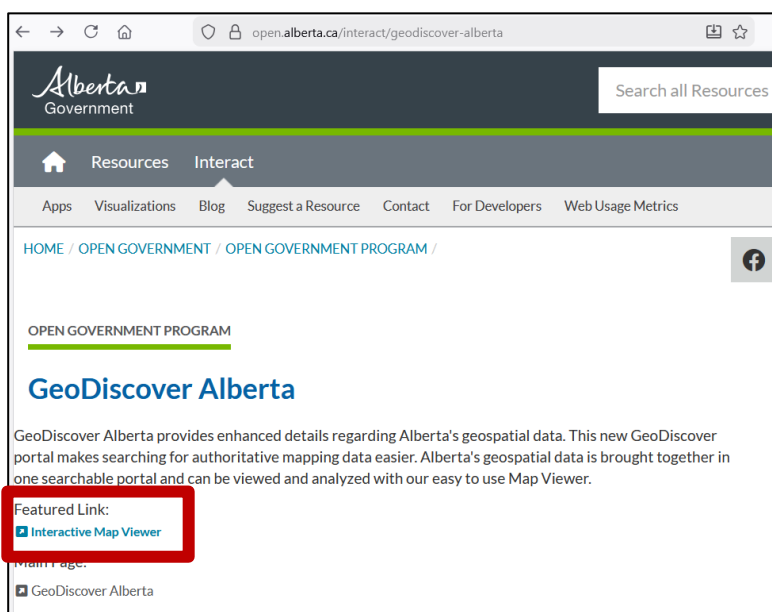 open.alberta.ca/interact/geodiscover-alberta
Alberta
Government
Search all Resources
Resources Interact
Apps Visualizations Blog Suggest a Resource Contact For Developers Web Usage Metrics
HOME / OPEN GOVERNMENT / OPEN GOVERNMENT PROGRAM /
OPEN GOVERNMENT PROGRAM
GeoDiscover Alberta
GeoDiscover Alberta provides enhanced details regarding Alberta's geospatial data. This new GeoDiscover
portal makes searching for authoritative mapping data easier. Alberta's geospatial data is brought together in
one searchable portal and can be viewed and analyzed with our easy to use Map Viewer.
Featured Link:
Interactive Map Viewer
Main Page:
GeoDiscover Alberta